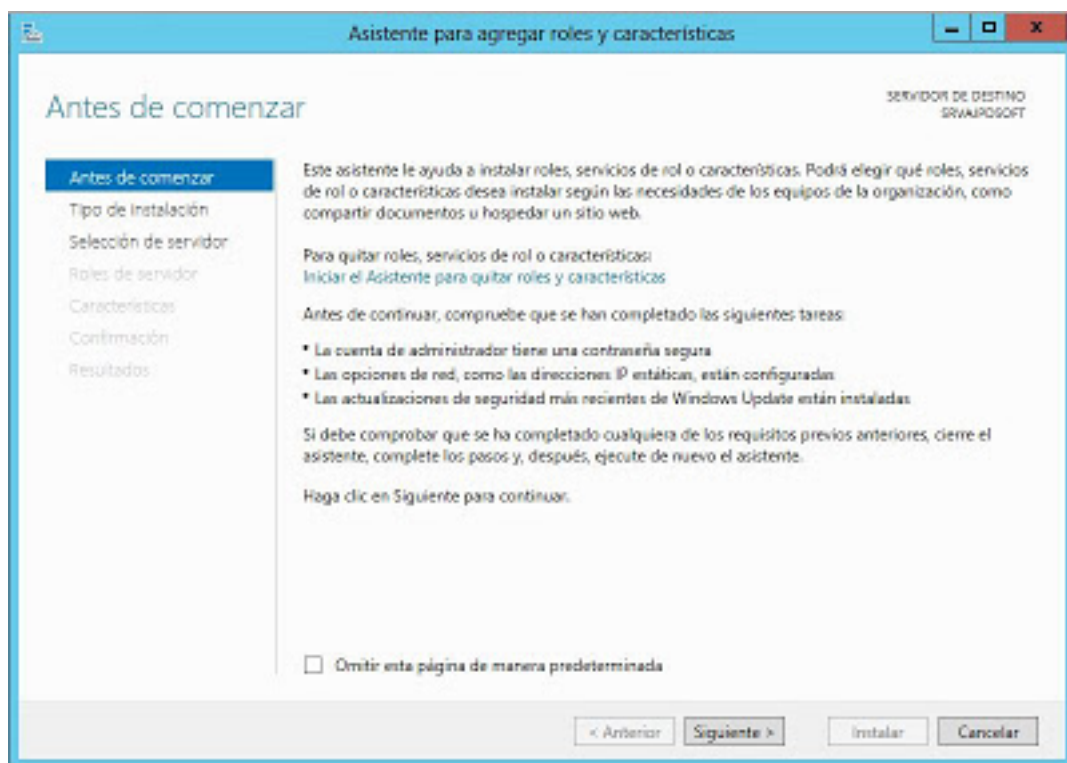 Asistente para agregar roles y características
Antes de comenzar
SERVIDOR DE DESTINO
SRVAJPOSOFT
Antes de comenzar
Tipo de instalación
Selección de servidor
Roles de servidor
Características
Confirmación
Resultados
Este asistente le ayuda a instalar roles, servicios de rol o características. Podrá elegir qué roles, servicios
de rol o características desea instalar según las necesidades de los equipos de la organización, como
compartir documentos u hospedar un sitio web.
Para quitar roles, servicios de rol o características:
Iniciar el Asistente para quitar roles y características
Antes de continuar, compruebe que se han completado las siguientes tareas:
• La cuenta de administrador tiene una contraseña segura
• Las opciones de red, como las direcciones IP estáticas, están configuradas
• Las actualizaciones de seguridad más recientes de Windows Update están instaladas
Si debe comprobar que se ha completado cualquiera de los requisitos previos anteriores, cierre el
asistente, complete los pasos y, después, ejecute de nuevo el asistente.
Haga clic en Siguiente para continuar.
Omitir esta página de manera predeterminada
< Anterior Siguiente > Instalar Cancelar